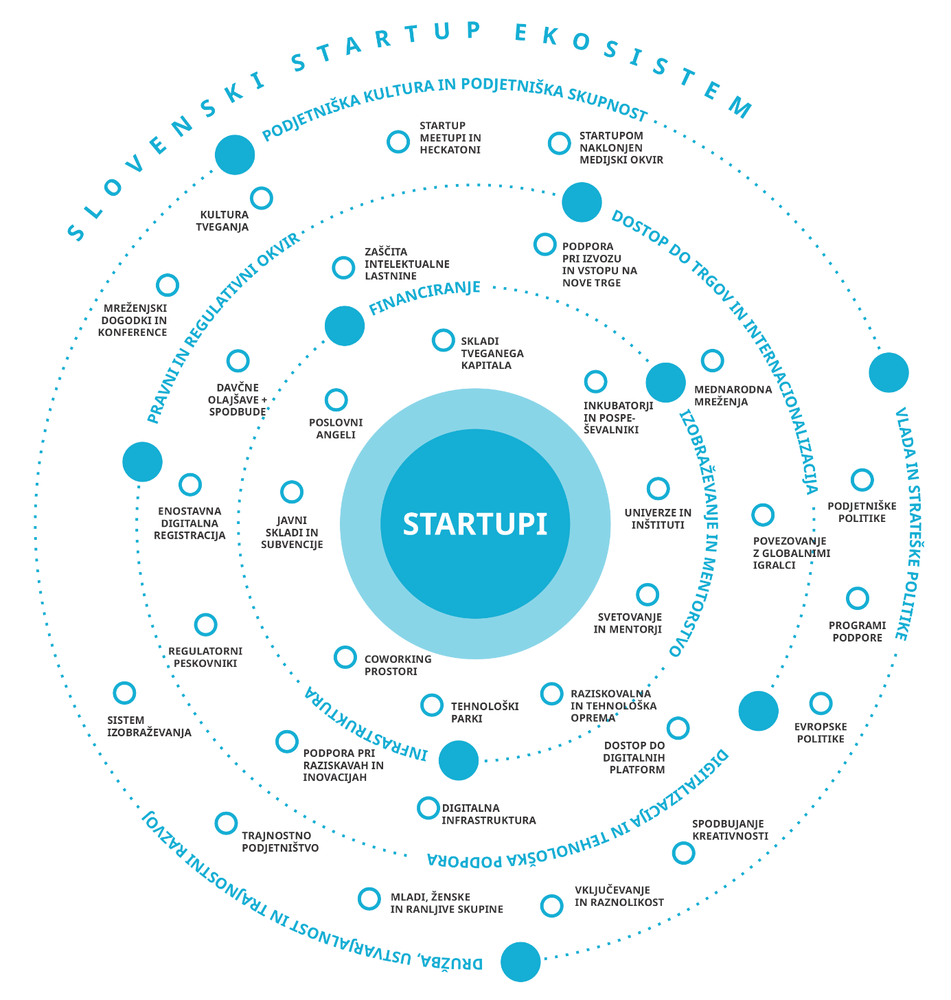 SLOVENSKI STARTUP EKOSISTEM
PODJETNIŠKA KULTURA IN PODJETNIŠKA SKUPNOST
STARTUP
MEETUPI IN
HECKATONI
STARTUPOM
NAKLONJEN
MEDIJSKI OKVIR
KULTURA
TVEGANJA
MREŽENJSKI
DOGODKI IN
KONFERENCE
PRAVNI IN REGULATIVNI OKVIR
ZAŠČITA
INTELEKTUALNE
LASTNINE
DAVČNE
OLAJŠAVE +
SPODBUDE
ENOSTAVNA
DIGITALNA
REGISTRACIJA
REGULATORNI
PESKOVNIKI
DOSTOP DO TRGOV IN INTERNACIONALIZACIJA
PODPORA
PRI IZVOZU
IN VSTOPU NA
NOVE TRGE
MEDNARODNA
MREŽENJA
POVEZOVANJE
Z GLOBALNIMI
IGRALCI
FINANCIRANJE
SKLADI
TVEGANEGA
KAPITALA
POSLOVNI
ANGELI
JAVNI
SKLADI IN
SUBVENCIJE
STARTUPI
IZOBRAŽEVANJE IN MENTORSTVO
INKUBATORJI
IN POSPE-
ŠEVALNIKI
UNIVERZE IN
INŠTITUTI
SVETOVANJE
IN MENTORJI
VLADA IN STRATEŠKE POLITIKE
PODJETNIŠKE
POLITIKE
PROGRAMI
PODPORE
EVROPSKE
POLITIKE
INFRASTRUKTURA
COWORKING
PROSTORI
TEHNOLOŠKI
PARKI
RAZISKOVALNA
IN TEHNOLOŠKA
OPREMA
DIGITALIZACIJA IN TEHNOLOŠKA PODPORA
DOSTOP DO
DIGITALNIH
PLATFORM
DIGITALNA
INFRASTRUKTURA
PODPORA PRI
RAZISKAVAH IN
INOVACIJAH
DRUŽBA, USTVARJALNOST IN TRAJNOSTNI RAZVOJ
SPODBUJANJE
KREATIVNOSTI
VKLJUČEVANJE
IN RAZNOLIKOST
MLADI, ŽENSKE
IN RANLJIVE SKUPINE
TRAJNOSTNO
PODJETNIŠTVO
SISTEM
IZOBRAŽEVANJA